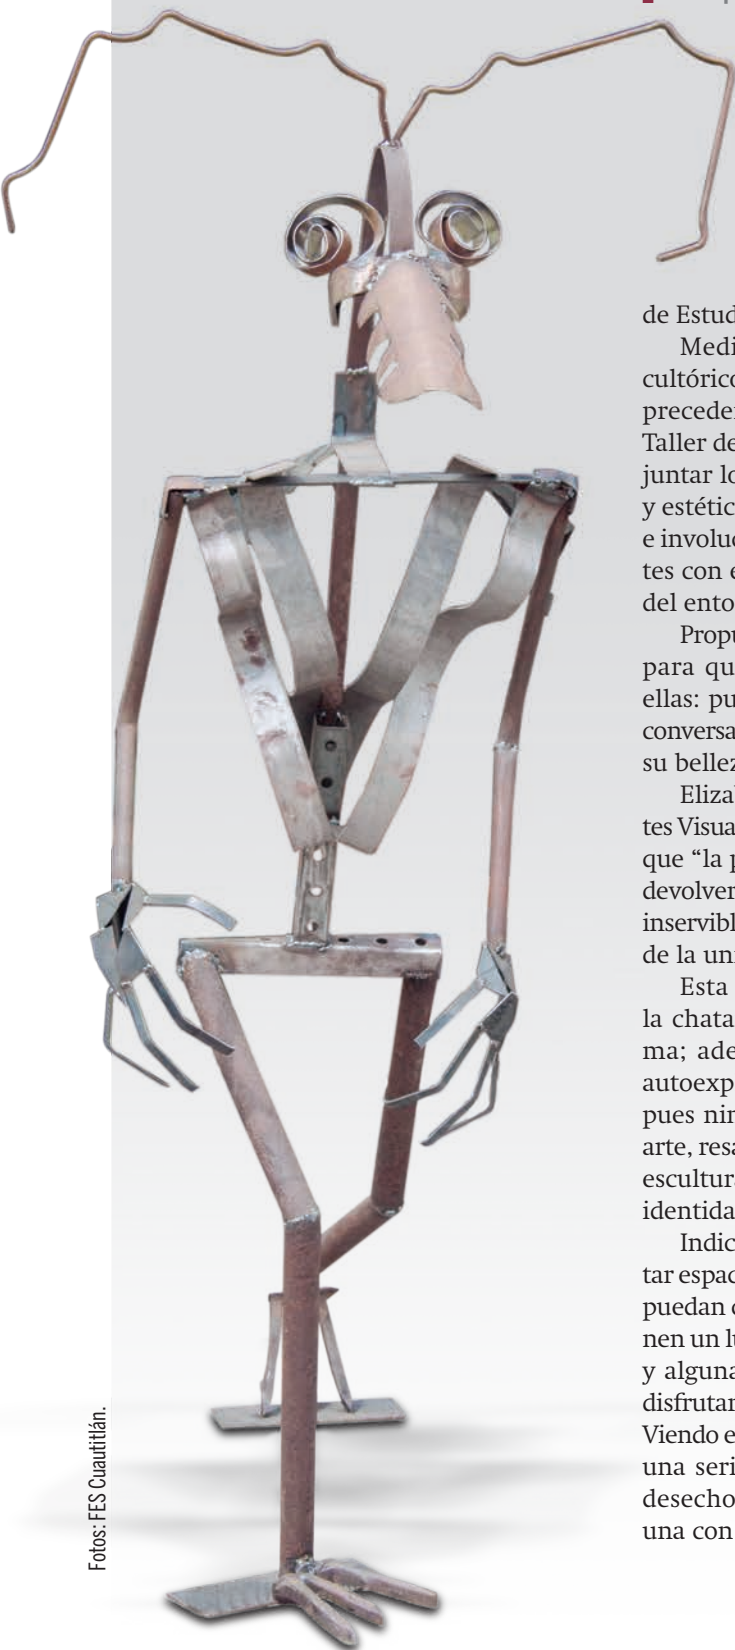 de Estud
Medi
cultóric
preceder
Taller de
juntar lo
y estétic
e involuc
tes con e
del ento
Propu
para qu
ellas: pu
conversa
su bellez
Eliza
tes Visua
que “la p
devolver
inservibl
de la uni
Esta
la chata
ma; ade
autoexp
pues nin
arte, resa
escultura
identida
Indic
tar espac
puedan c
nen un lu
y alguna
disfrutar
Viendo e
una seri
desecho
una con
Fotos: FES Cuautitlán.